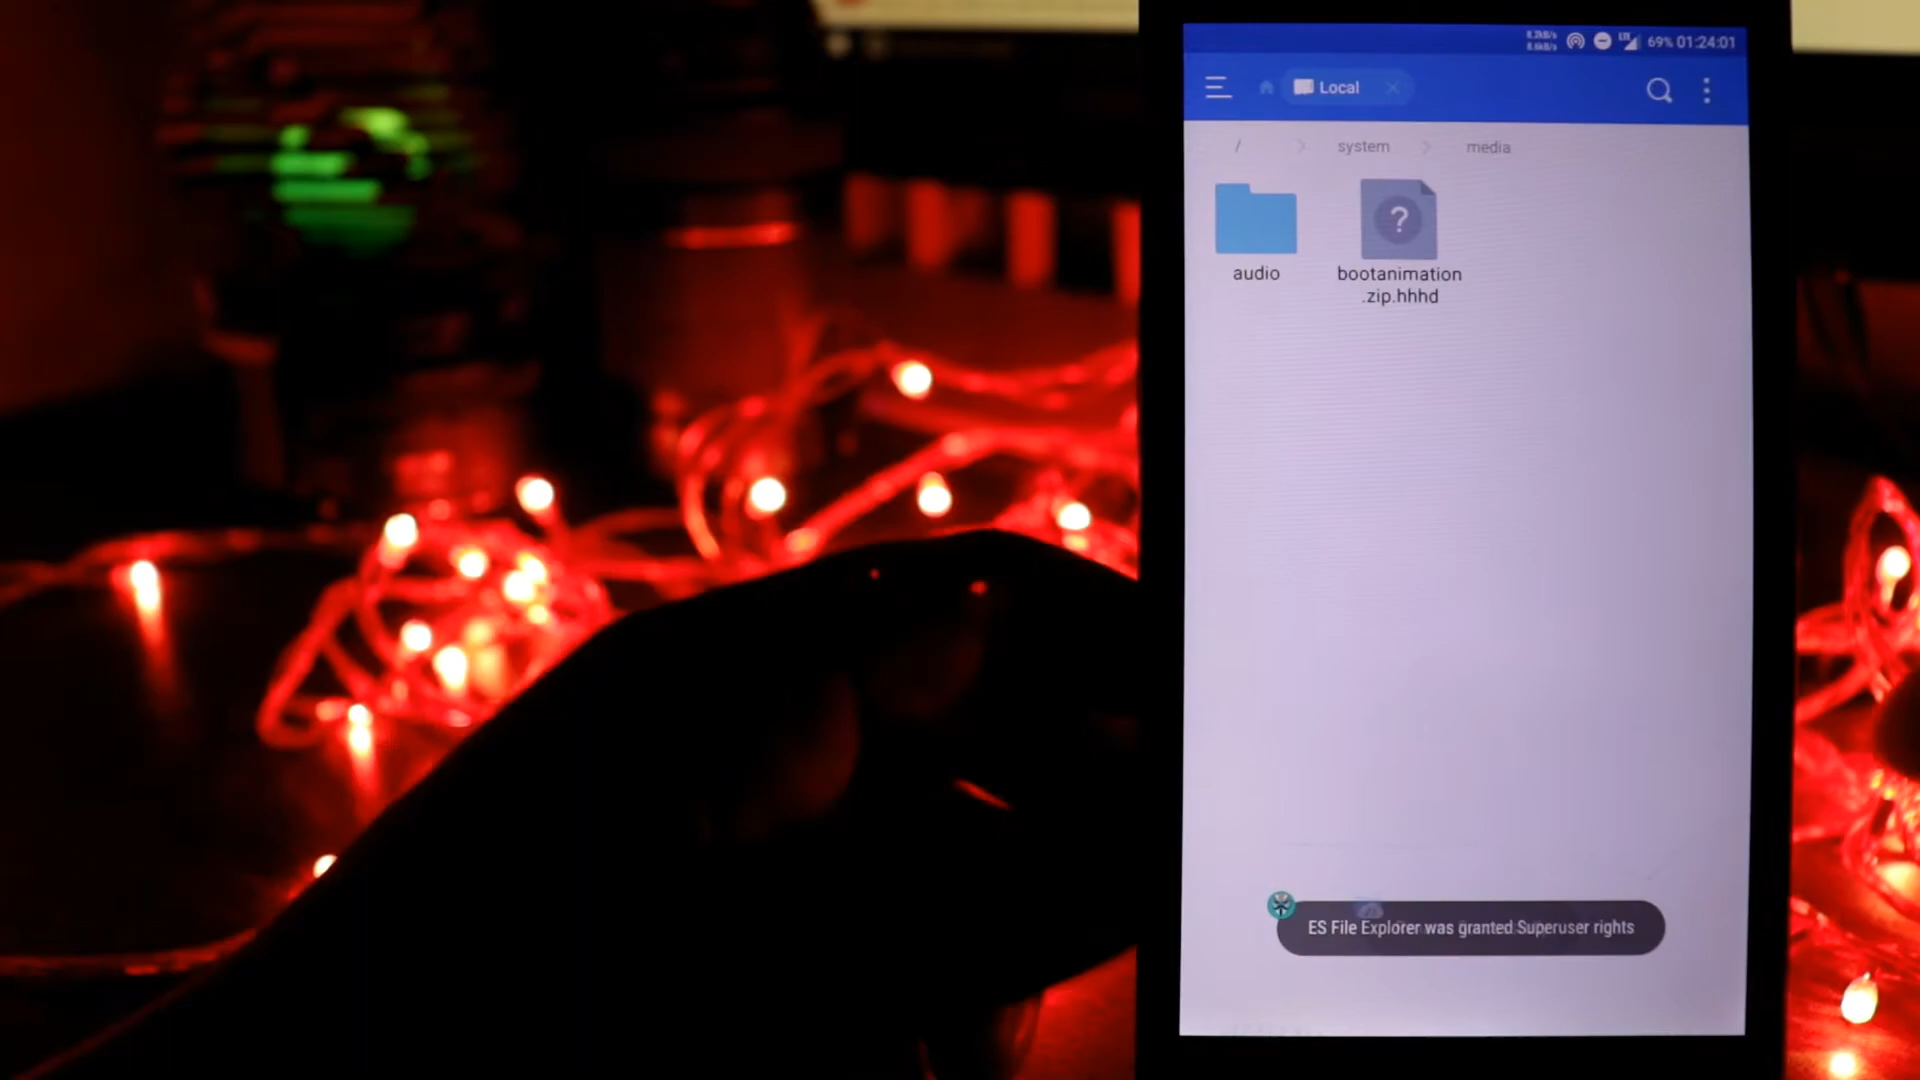 69% 01:24:01
Local
/ system media
audio
bootanimation
.zip.hhhd
?
ES File Explorer was granted Superuser rights